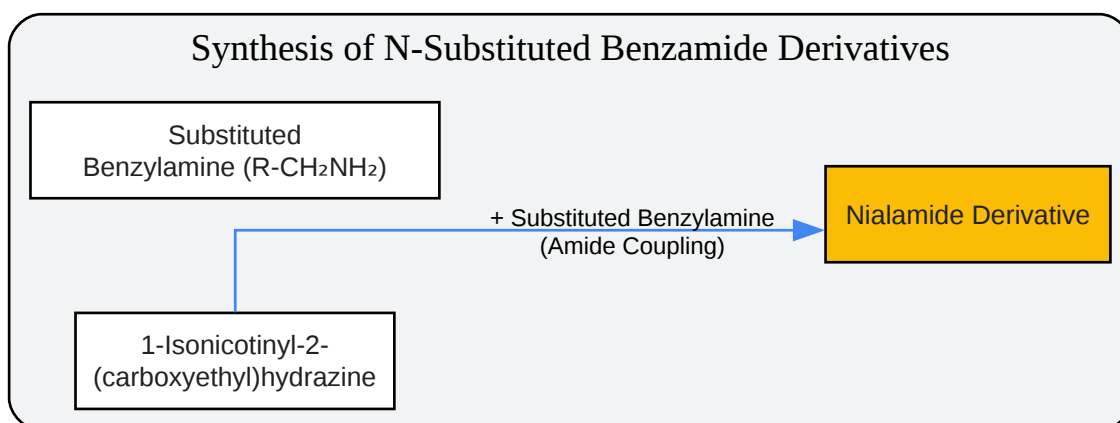 Synthesis of N-Substituted Benzamide Derivatives
Substituted
Benzylamine (R-CH₂NH₂)
+ Substituted Benzylamine
(Amide Coupling)
Nialamide Derivative
1-Isonicotinyl-2-
(carboxyethyl)hydrazine